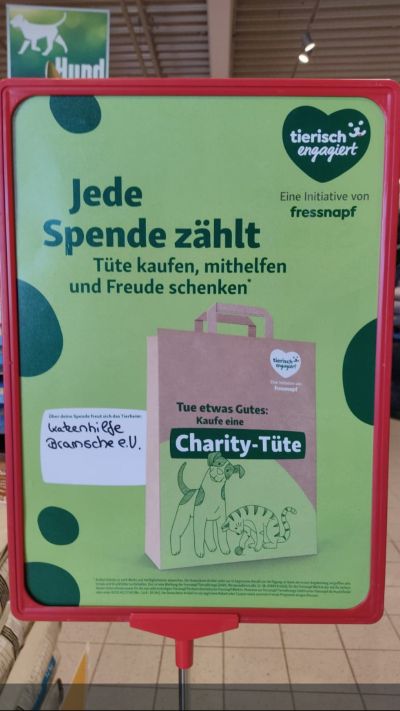 Hund
tierisch
engagiert
Eine Initiative von
fressnapf
Jede
Spende zählt
Tüte kaufen, mithelfen
und Freude schenken*
tierisch
engagiert
Eine Initiative von
fressnapf
Tue etwas Gutes:
Kaufe eine
Charity-Tüte
Über deine Spende freut sich das Tierheim:
Katzenhilfe
Bramsche e.V.